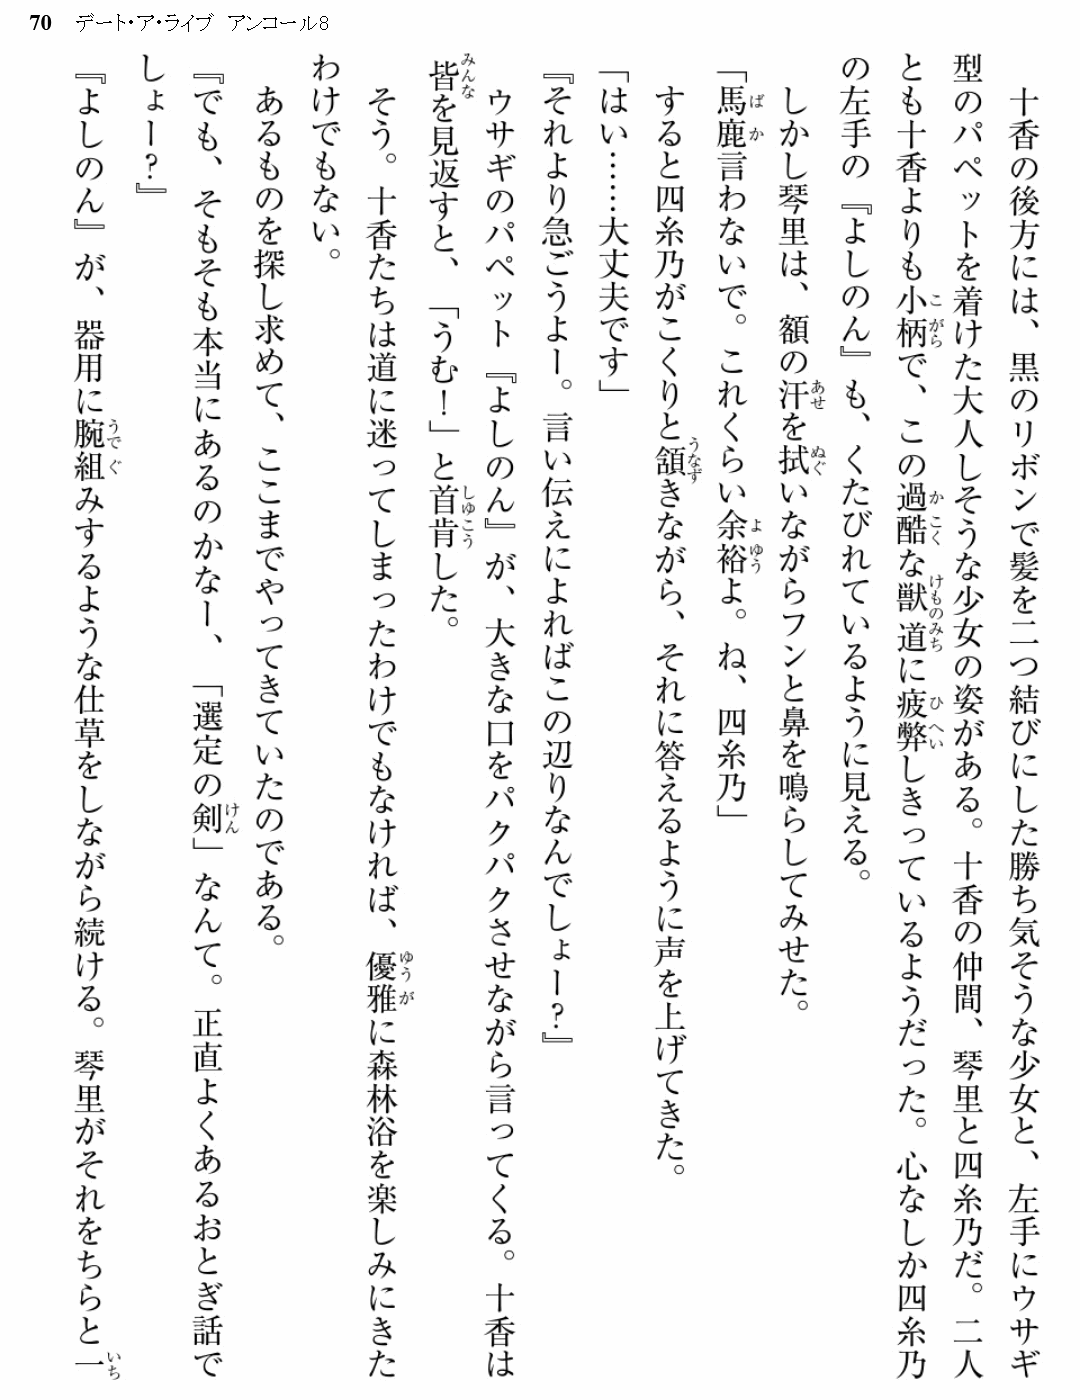 70 デート・ア・ライブ アンコール8
十香の後方には、黒のリボンで髪を二つ結びにした勝ち気そうな少女と、左手にウサギ
型のパペットを着けた大人しそうな少女の姿がある。十香の仲間、琴里と四糸乃だ。二人
とも十香よりも小柄で、この過酷な獣道に疲弊しきっているようだった。心なしか四糸乃
の左手の『よしのん』も、くたびれているように見える。
しかし琴里は、額の汗を拭いながらフンと鼻を鳴らしてみせた。
「馬鹿言わないで。これくらい余裕よ。ね、四糸乃」
すると四糸乃がこくりと頷きながら、それに答えるように声を上げてきた。
「はい……大丈夫です」
『それより急ごうよー。言い伝えによればこの辺りなんでしょー?』
ウサギのパペット『よしのん』が、大きな口をパクパクさせながら言ってくる。十香は
皆を見返すと、「うむ!」と首肯した。
そう。十香たちは道に迷ってしまったわけでもなければ、優雅に森林浴を楽しみにきた
わけでもない。
あるものを探し求めて、ここまでやってきていたのである。
『でも、そもそも本当にあるのかなー、「選定の剣」なんて。正直よくあるおとぎ話で
しょー?』
『よしのん』が、器用に腕組みするような仕草をしながら続ける。琴里がそれをちらと一